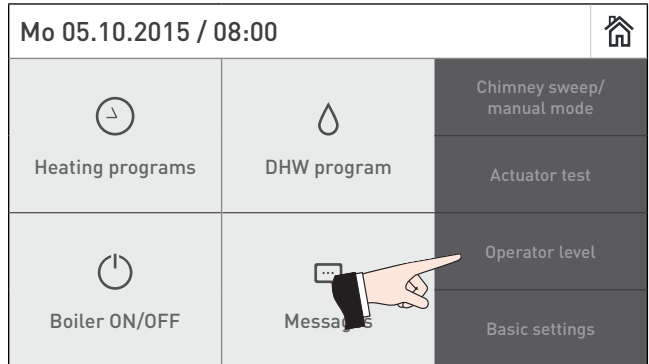 Mo 05.10.2015 / 08:00
Heating programs
DHW program
Chimney sweep/
manual mode
Actuator test
Boiler ON/OFF
Messages
Operator level
Basic settings